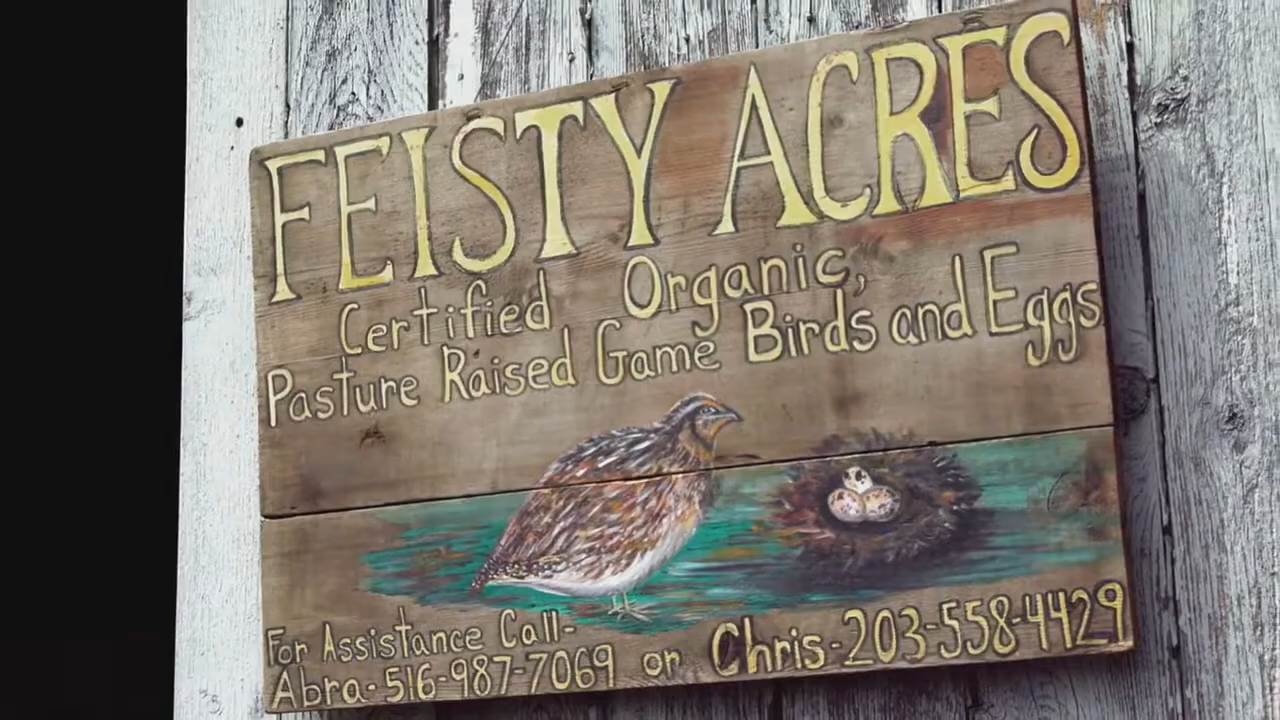 FEISTY ACRES
Certified Organic,
Pasture Raised Game Birds and Eggs
For Assistance Call-
Abra-516-987-7069 or Chris-203-558-4429